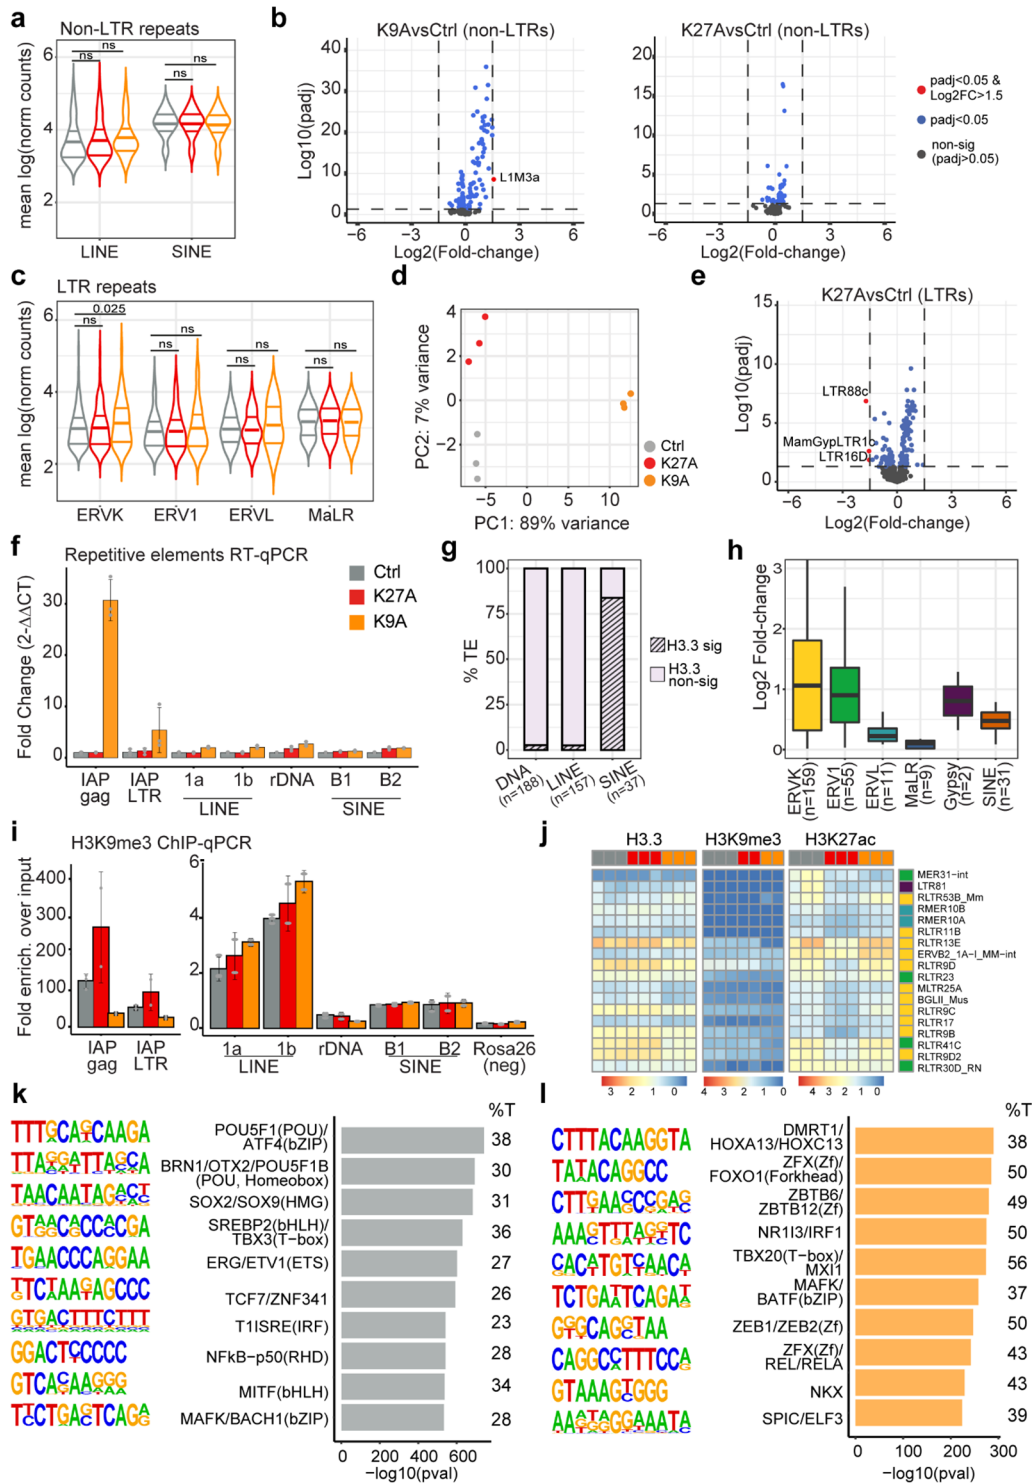 a
Non-LTR repeats
mean log(norm counts)
6
4
2
ns
ns
ns
ns
LINE
SINE
b
K9AvsCtrl (non-LTRs)
Log10(padj)
40
30
20
10
0
L1M3a
−6
−3
0
3
6
Log2(Fold-change)
K27AvsCtrl (non-LTRs)
20
15
10
5
0
−6
−3
0
3
6
Log2(Fold-change)
padj<0.05 &
Log2FC>1.5
padj<0.05
non-sig
(padj>0.05)
c
LTR repeats
mean log(norm counts)
6
4
2
0.025
ns
ns
ns
ns
ns
ns
ns
ERVK
ERV1
ERVL
MaLR
d
PC2: 7% variance
4
2
0
−2
Ctrl
K27A
K9A
−5
0
5
10
PC1: 89% variance
e
K27AvsCtrl (LTRs)
Log10(padj)
15
10
5
0
LTR88c
MamGypLTR1c
LTR16D
−6
−3
0
3
6
Log2(Fold-change)
f
Repetitive elements RT-qPCR
Fold Change (2-ΔΔCT)
30
20
10
0
Ctrl
K27A
K9A
IAP
gag
IAP
LTR
1a
1b
LINE
rDNA
B1
B2
SINE
g
% TE
100
75
50
25
0
H3.3 sig
H3.3
non-sig
DNA
(n=188)
LINE
(n=157)
SINE
(n=37)
h
Log2 Fold-change
3
2
1
0
ERVK
(n=159)
ERV1
(n=55)
ERVL
(n=11)
MaLR
(n=9)
Gypsy
(n=2)
SINE
(n=31)
i
H3K9me3 ChIP-qPCR
Fold enrich. over input
400
300
200
100
0
IAP
gag
IAP
LTR
6
4
2
0
1a
1b
LINE
rDNA
B1
B2
SINE
Rosa26
(neg)
j
H3.3
H3K9me3
H3K27ac
MER31−int
LTR81
RLTR53B_Mm
RMER10B
RMER10A
RLTR11B
RLTR13E
ERVB2_1A−I_MM−int
RLTR9D
RLTR23
MLTR25A
BGLII_Mus
RLTR9C
RLTR17
RLTR9B
RLTR41C
RLTR9D2
RLTR30D_RN
3 2 1 0
4 3 2 1 0
4 3 2 1 0
k
%T
POU5F1(POU)/
ATF4(bZIP)
38
BRN1/OTX2/POU5F1B
(POU, Homeobox)
30
SOX2/SOX9(HMG)
31
SREBP2(bHLH)/
TBX3(T-box)
36
ERG/ETV1(ETS)
27
TCF7/ZNF341
26
T1ISRE(IRF)
23
NFkB−p50(RHD)
28
MITF(bHLH)
34
MAFK/BACH1(bZIP)
28
0 200 400 600
−log10(pval)
l
%T
CTTTACAAGGTA
DMRT1/
HOXA13/HOXC13
38
ZFX(Zf)/
FOXO1(Forkhead)
50
ZBTB6/
ZBTB12(Zf)
49
NR1I3/IRF1
50
TBX20(T−box)/
MXI1
56
MAFK/
BATF(bZIP)
37
ZEB1/ZEB2(Zf)
50
ZFX(Zf)/
REL/RELA
43
NKX
43
SPIC/ELF3
39
0 100 200 300
−log10(pval)